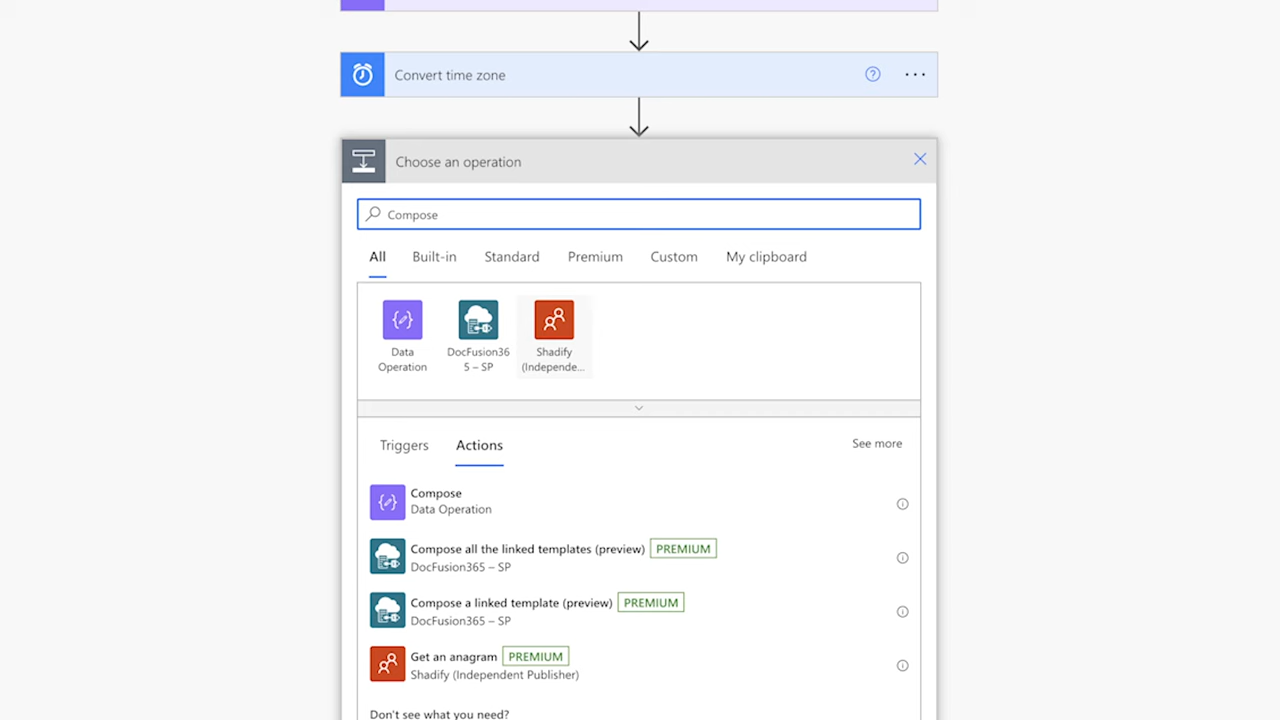 Convert time zone
Choose an operation
Compose
All Built-in Standard Premium Custom My clipboard
Data
Operation
DocFusion36
5 – SP
Shadify
(Independe...
Triggers Actions See more
Compose
Data Operation
Compose all the linked templates (preview) PREMIUM
DocFusion365 – SP
Compose a linked template (preview) PREMIUM
DocFusion365 – SP
Get an anagram PREMIUM
Shadify (Independent Publisher)
Don't see what you need?